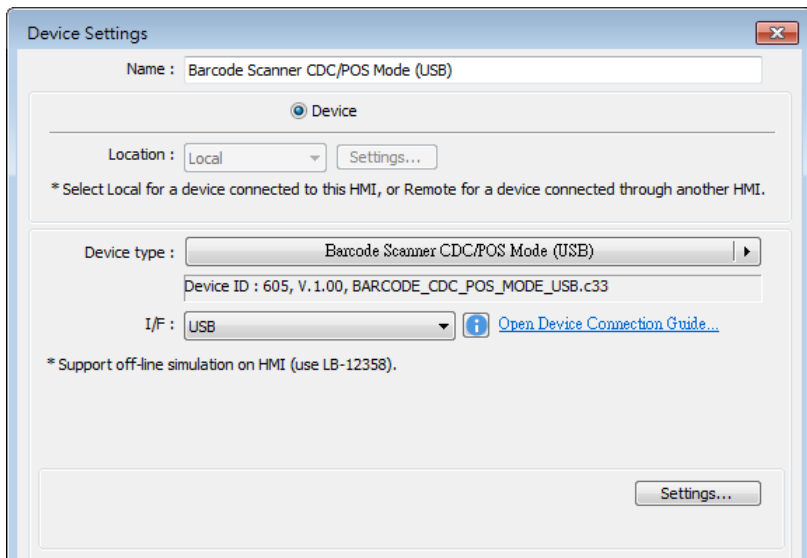 Device Settings
Name : Barcode Scanner CDC/POS Mode (USB)
Device
Location : Local Settings...
* Select Local for a device connected to this HMI, or Remote for a device connected through another HMI.
Device type : Barcode Scanner CDC/POS Mode (USB)
Device ID : 605, V.1.00, BARCODE_CDC_POS_MODE_USB.c33
I/F : USB Open Device Connection Guide...
* Support off-line simulation on HMI (use LB-12358).
Settings...